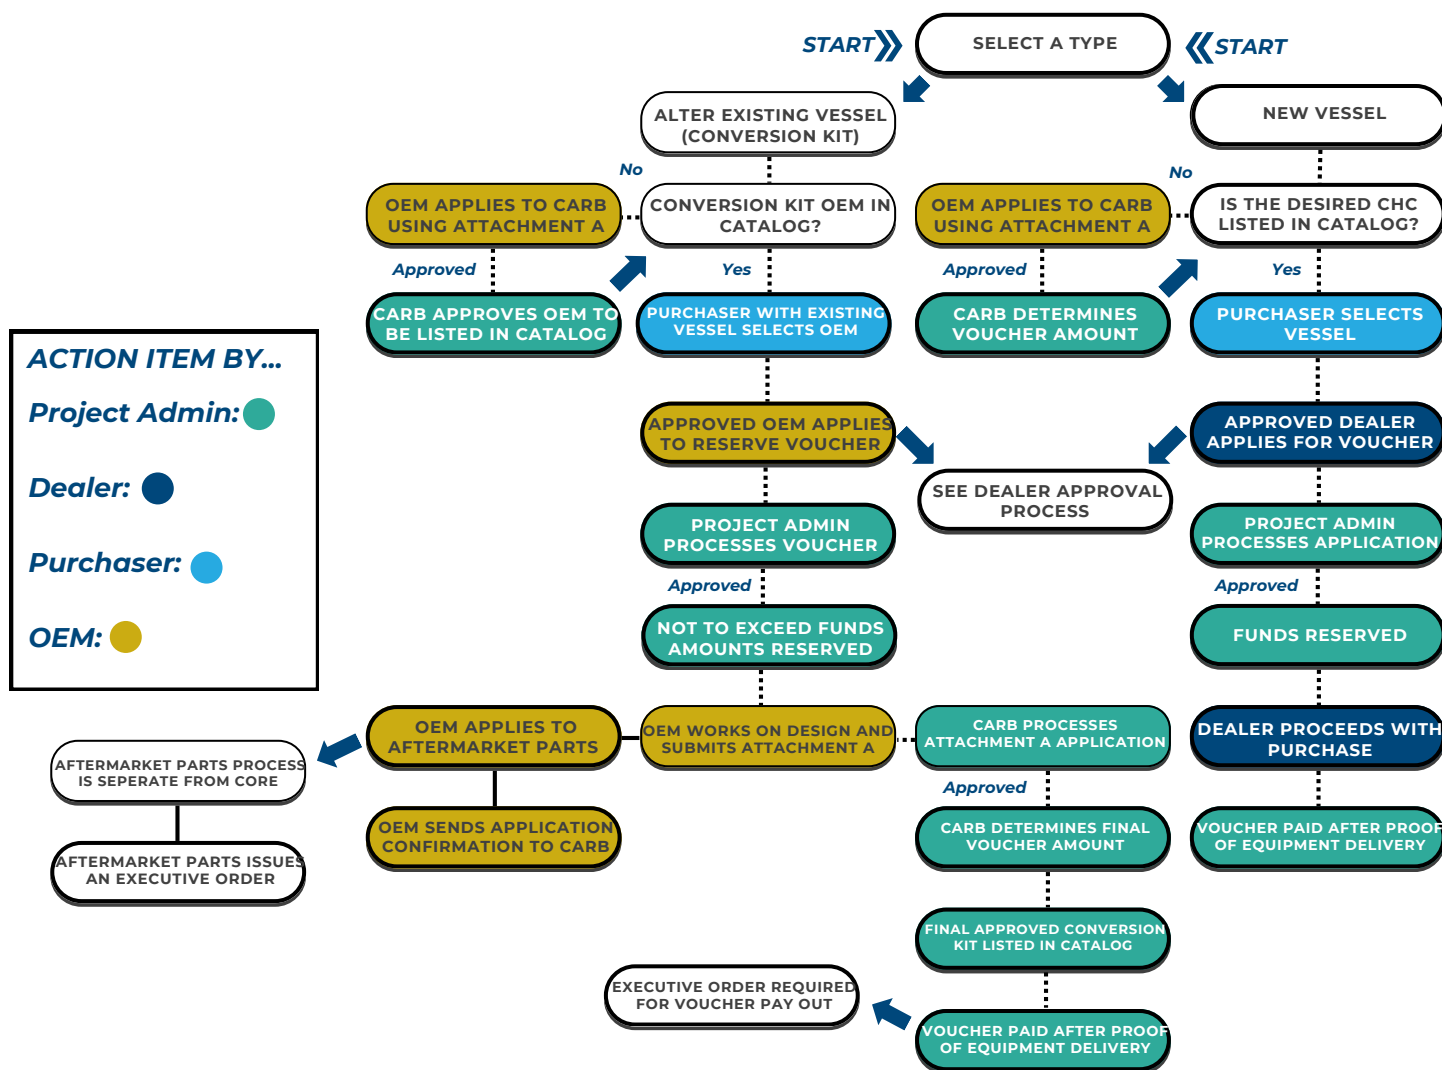 START
SELECT A TYPE
START
ALTER EXISTING VESSEL
(CONVERSION KIT)
NEW VESSEL
No
No
OEM APPLIES TO CARB
USING ATTACHMENT A
CONVERSION KIT OEM IN
CATALOG?
OEM APPLIES TO CARB
USING ATTACHMENT A
IS THE DESIRED CHC
LISTED IN CATALOG?
Approved
Yes
Approved
Yes
CARB APPROVES OEM TO
BE LISTED IN CATALOG
PURCHASER WITH EXISTING
VESSEL SELECTS OEM
CARB DETERMINES
VOUCHER AMOUNT
PURCHASER SELECTS
VESSEL
ACTION ITEM BY...
Project Admin:
Dealer:
Purchaser:
OEM:
APPROVED OEM APPLIES
TO RESERVE VOUCHER
APPROVED DEALER
APPLIES FOR VOUCHER
SEE DEALER APPROVAL
PROCESS
PROJECT ADMIN
PROCESSES VOUCHER
PROJECT ADMIN
PROCESSES APPLICATION
Approved
Approved
NOT TO EXCEED FUNDS
AMOUNTS RESERVED
FUNDS RESERVED
OEM APPLIES TO
AFTERMARKET PARTS
OEM WORKS ON DESIGN AND
SUBMITS ATTACHMENT A
CARB PROCESSES
ATTACHMENT A APPLICATION
DEALER PROCEEDS WITH
PURCHASE
AFTERMARKET PARTS PROCESS
IS SEPERATE FROM CORE
Approved
OEM SENDS APPLICATION
CONFIRMATION TO CARB
CARB DETERMINES FINAL
VOUCHER AMOUNT
VOUCHER PAID AFTER PROOF
OF EQUIPMENT DELIVERY
AFTERMARKET PARTS ISSUES
AN EXECUTIVE ORDER
FINAL APPROVED CONVERSION
KIT LISTED IN CATALOG
EXECUTIVE ORDER REQUIRED
FOR VOUCHER PAY OUT
VOUCHER PAID AFTER PROOF
OF EQUIPMENT DELIVERY